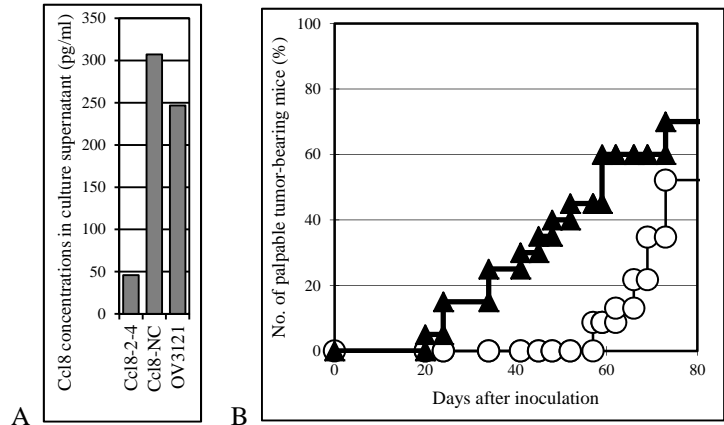 Ccl8 concentrations in culture supernatant (pg/ml)
350
300
250
200
150
100
50
0
Ccl8-2-4
Ccl8-NC
OV3121
A
No. of palpable tumor-bearing mice (%)
100
80
60
40
20
0
0 20 40 60 80
Days after inoculation
B